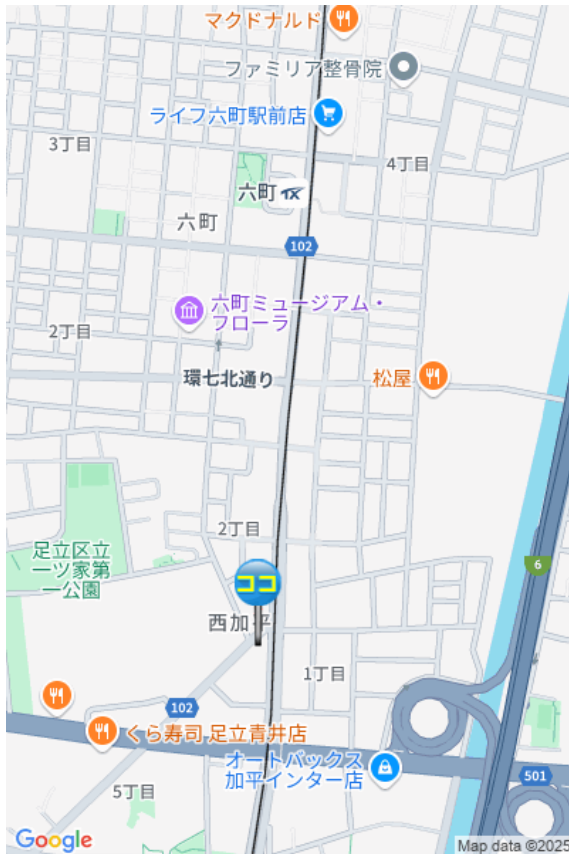 マクドナルド
ファミリア整骨院
ライフ六町駅前店
3丁目
4丁目
六町 TX
六町
102
六町ミュージアム・
フローラ
2丁目
環七北通り
松屋
2丁目
足立区立
一ツ家第
一公園
6
ココ
西加平
1丁目
102
くら寿司 足立青井店
オートバックス
加平インター店
501
5丁目
Google
Map data ©2025